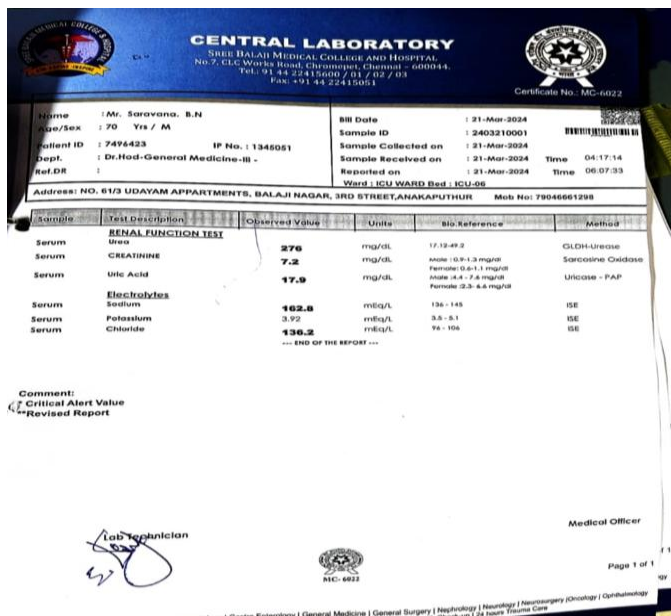 CENTRAL LABORATORY
SREE BALAJI MEDICAL COLLEGE AND HOSPITAL
No.7, CLC Works Road, Chromepet, Chennai - 600044.
Tel: 91 44 22415600 / 01 / 02 / 03
Fax: +91 44 22415051
Certificate No.: MC-6022
Name : Mr. Saravana. B.N Bill Date : 21-Mar-2024
Age/Sex : 70 Yrs / M Sample ID : 2403210001
Patient ID : 7496423 IP No. : 1345051 Sample Collected on : 21-Mar-2024
Dept. : Dr.Hod-General Medicine-III - Sample Received on : 21-Mar-2024 Time 04:17:14
Ref.DR : Reported on : 21-Mar-2024 Time 06:07:33
Ward : ICU WARD Bed : ICU-06
Address: NO. 61/3 UDAYAM APPARTMENTS, BALAJI NAGAR, 3RD STREET,ANAKAPUTHUR Mob No: 79046661298
Sample Test Description Observed Value Units Bio.Reference Method
RENAL FUNCTION TEST
Serum Urea 276 mg/dL 17.12-49.2 GLDH-Urease
Serum CREATININE 7.2 mg/dL Male :0.9-1.3 mg/dl Sarcosine Oxidase
Female:0.6-1.1 mg/dl
Serum Uric Acid 17.9 mg/dL Male :4.4 - 7.6 mg/dl Uricase - PAP
Female :2.3- 6.6 mg/dl
Electrolytes
Serum Sodium 162.8 mEq/L 136 - 145 ISE
Serum Potassium 3.92 mEq/L 3.5 - 5.1 ISE
Serum Chloride 136.2 mEq/L 96 - 106 ISE
--- END OF THE REPORT ---
Comment:
Critical Alert Value
**Revised Report
Lab Technician
Medical Officer
MC- 6022
Page 1 of 1
General Medicine | General Surgery | Nephrology | Neurology | Neurosurgery |Oncology | Ophthalmology
24 hours Trauma Care